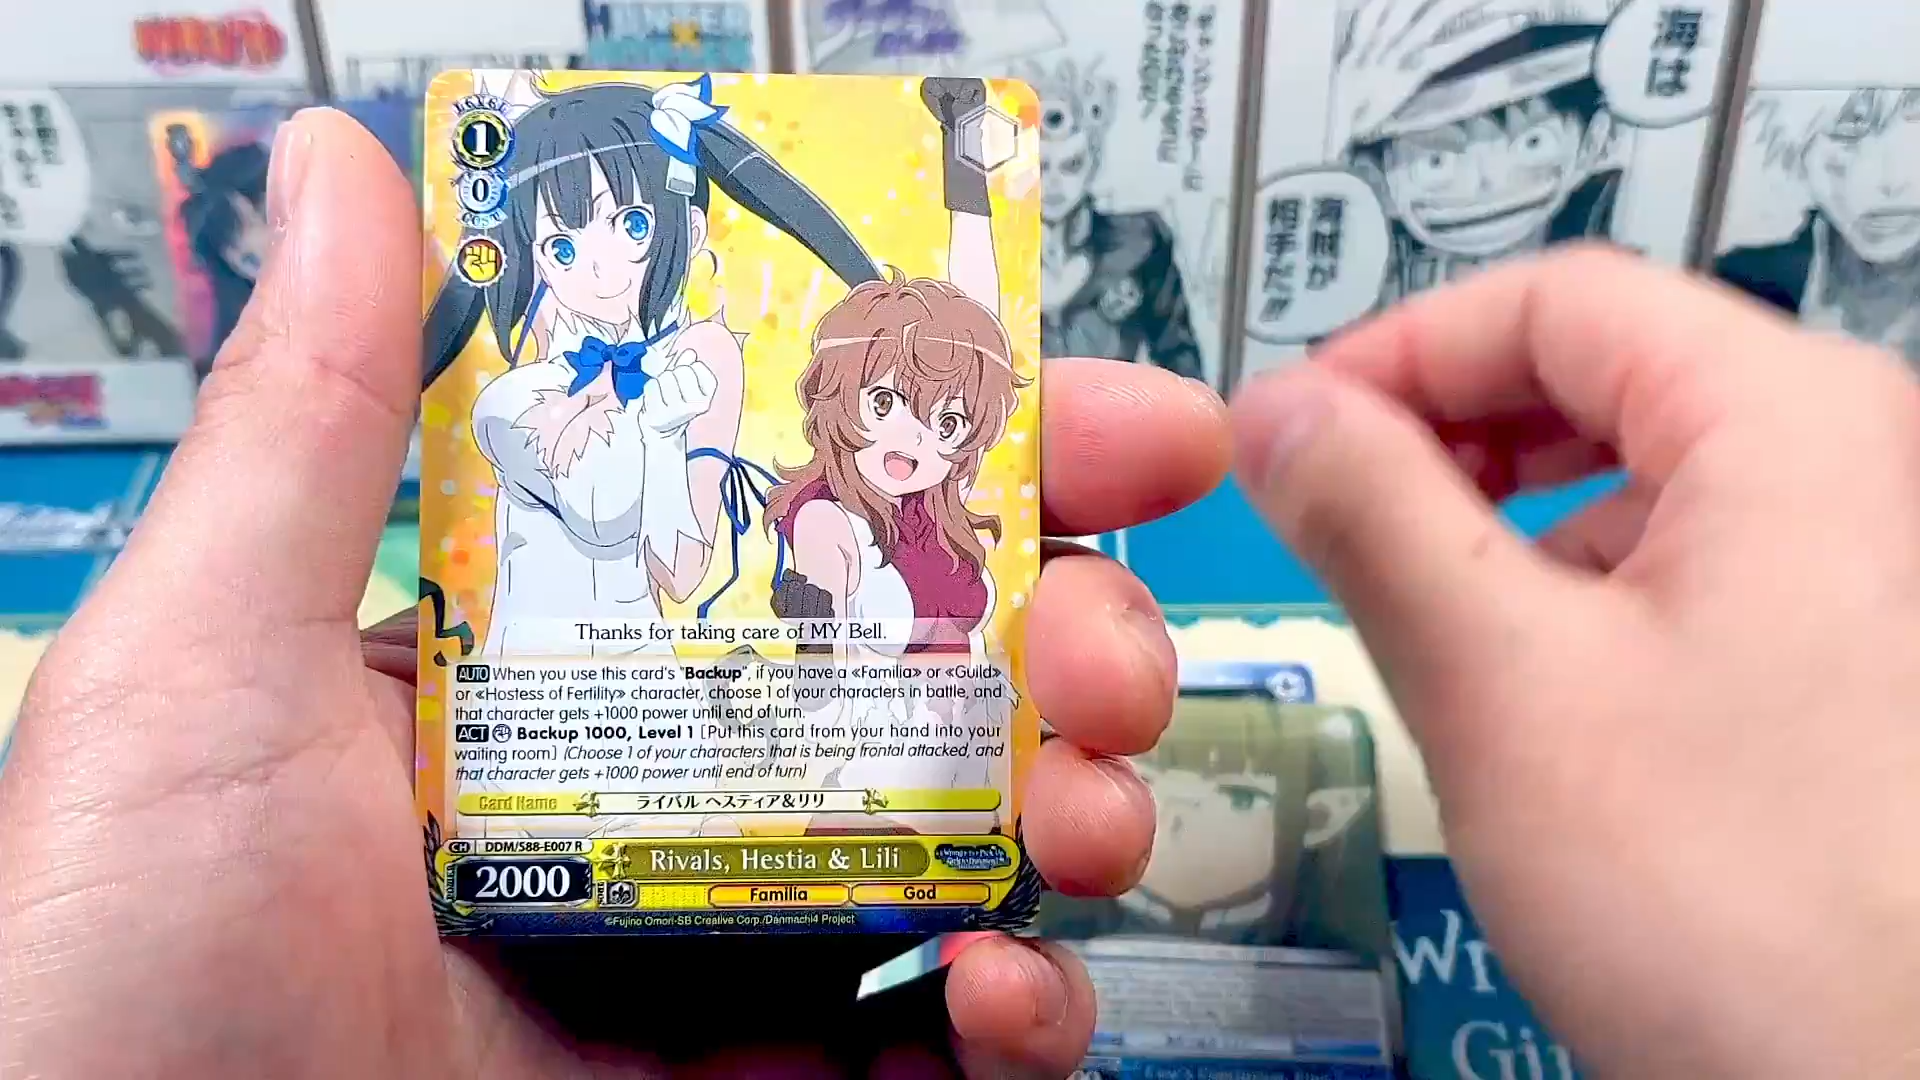 NARUTO
HUNTER
海は
海賊が
相手だが
LEVEL
1
0
COST
Thanks for taking care of MY Bell.
AUTO When you use this card's "Backup", if you have a «Familia» or «Guild»
or «Hostess of Fertility» character, choose 1 of your characters in battle, and
that character gets +1000 power until end of turn.
ACT Backup 1000, Level 1 [Put this card from your hand into your
waiting room] (Choose 1 of your characters that is being frontal attacked, and
that character gets +1000 power until end of turn)
Card Name ライバル ヘスティア&リリ
CH DDM/S88-E007 R
Rivals, Hestia & Lili
POWER 2000
Familia God
©Fujino Omori-SB Creative Corp./Danmachi4 Project